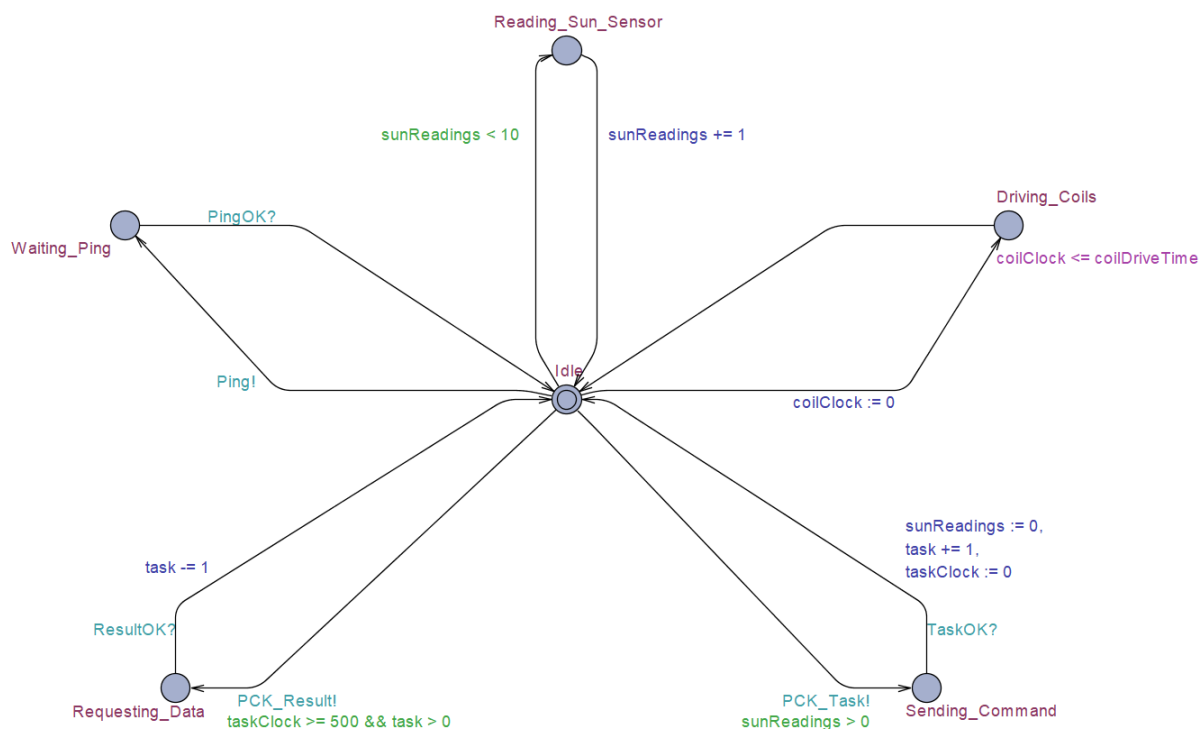 Reading_Sun_Sensor
sunReadings < 10
sunReadings += 1
Driving_Coils
PingOK?
Waiting_Ping
coilClock <= coilDriveTime
Idle
Ping!
coilClock := 0
sunReadings := 0,
task += 1,
taskClock := 0
task -= 1
ResultOK?
TaskOK?
PCK_Result!
PCK_Task!
Requesting_Data
taskClock >= 500 && task > 0
sunReadings > 0
Sending_Command